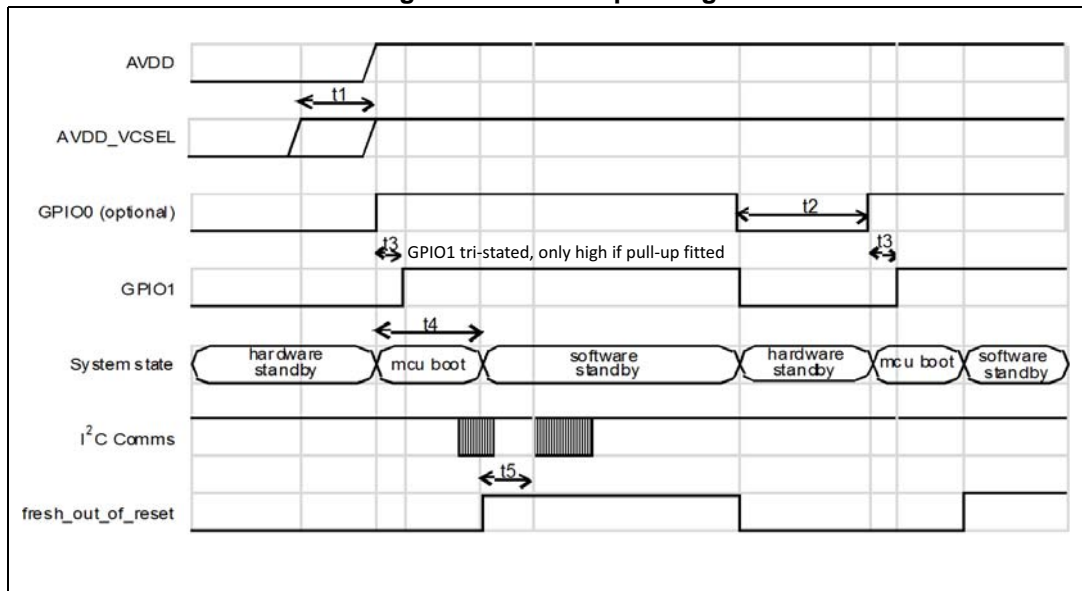 AVDD
t1
AVDD_VCSEL
GPIO0 (optional)
t2
t3
GPIO1 tri-stated, only high if pull-up fitted
t3
GPIO1
t4
System state
hardware
standby
mcu boot
software
standby
hardware
standby
mcu boot
software
standby
I²C Comms
t5
fresh_out_of_reset